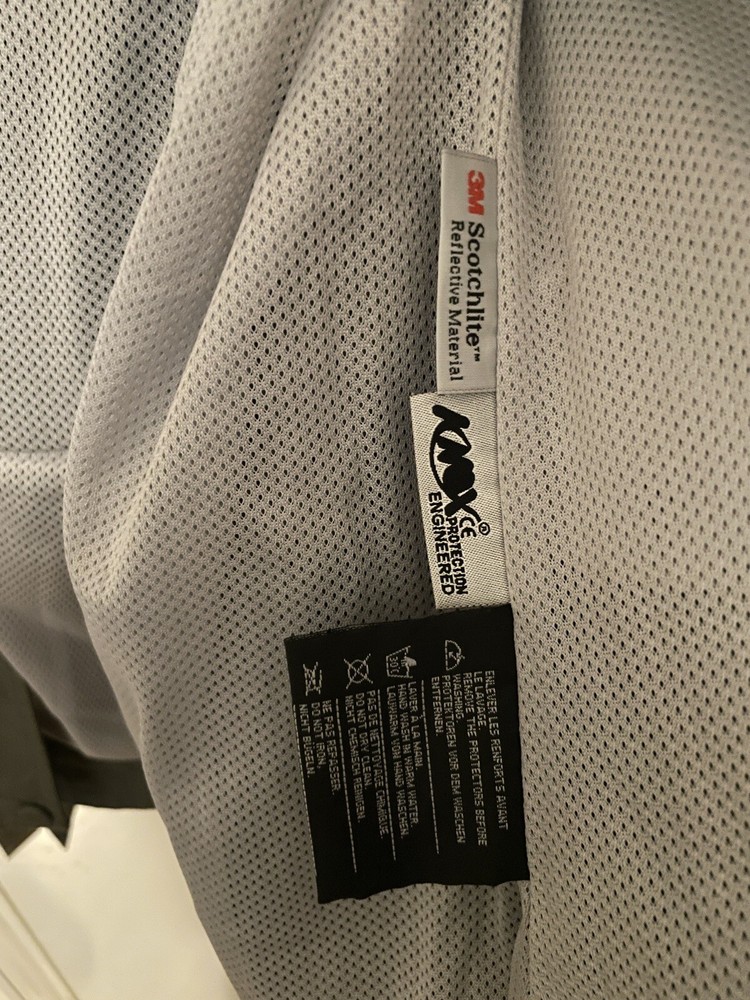 3M Scotchlite™
Reflective Material
KNOX®
CE
PROTECTION
ENGINEERED
ENLEVER LES RENFORTS AVANT
LE LAVAGE.
REMOVE THE PROTECTORS BEFORE
WASHING.
PROTEKTOREN VOR DEM WASCHEN
ENTFERNEN.
30
LAVER A LA MAIN.
HAND WASH IN WARM WATER.
LAUWARM VON HAND WASCHEN.
PAS DE NETTOYAGE CHIMIQUE.
DO NOT DRY CLEAN.
NICHT CHEMISCH REINIGEN.
NE PAS REPASSER.
DO NOT IRON.
NICHT BÜGELN.